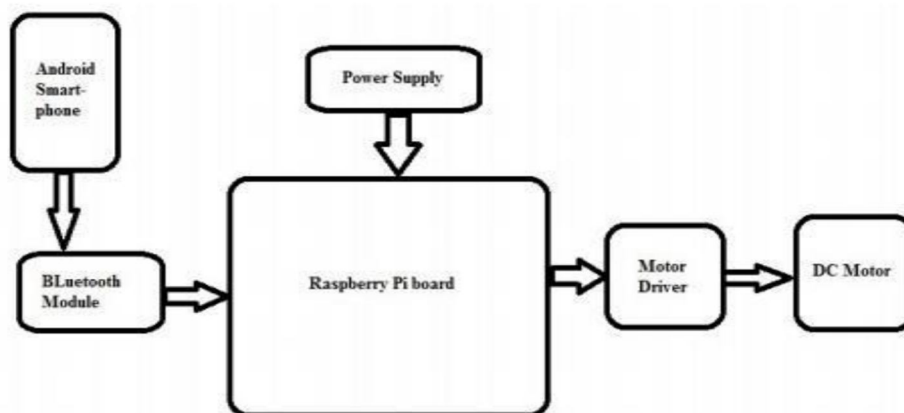 Android
Smart-
phone
Power Supply
BLuetooth
Module
Raspberry Pi board
Motor
Driver
DC Motor